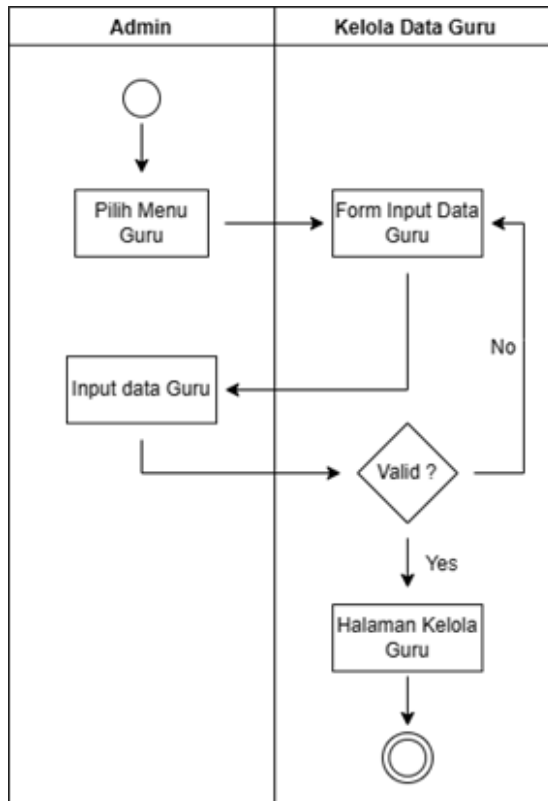 Admin
Kelola Data Guru
Pilih Menu
Guru
Form Input Data
Guru
No
Input data Guru
Valid ?
Yes
Halaman Kelola
Guru